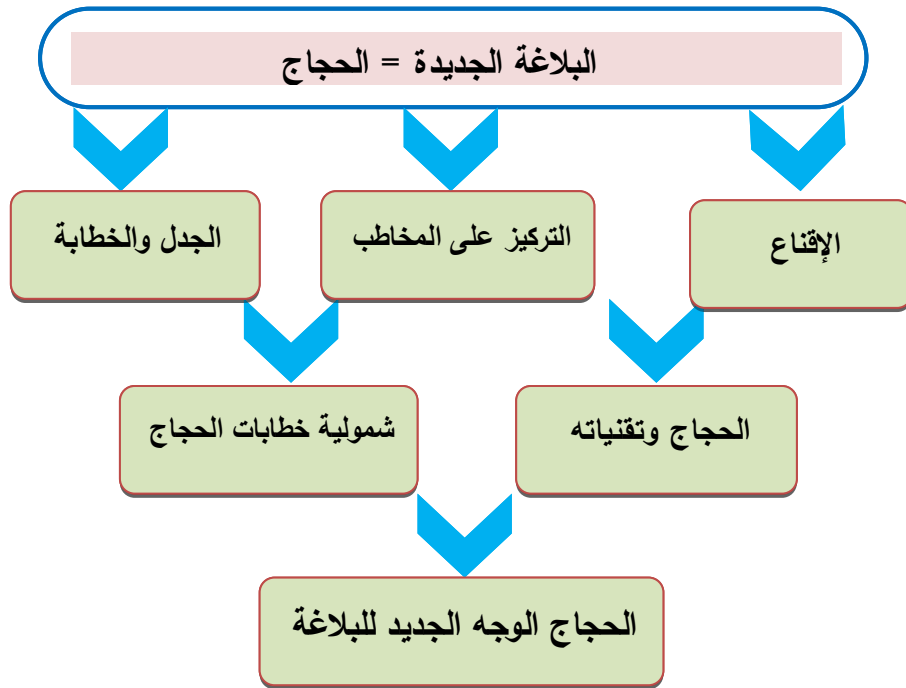 البلاغة الجديدة = الحجاج
الإقناع
التركيز على المخاطب
الجدل والخطابة
الحجاج وتقنياته
شمولية خطابات الحجاج
الحجاج الوجه الجديد للبلاغة